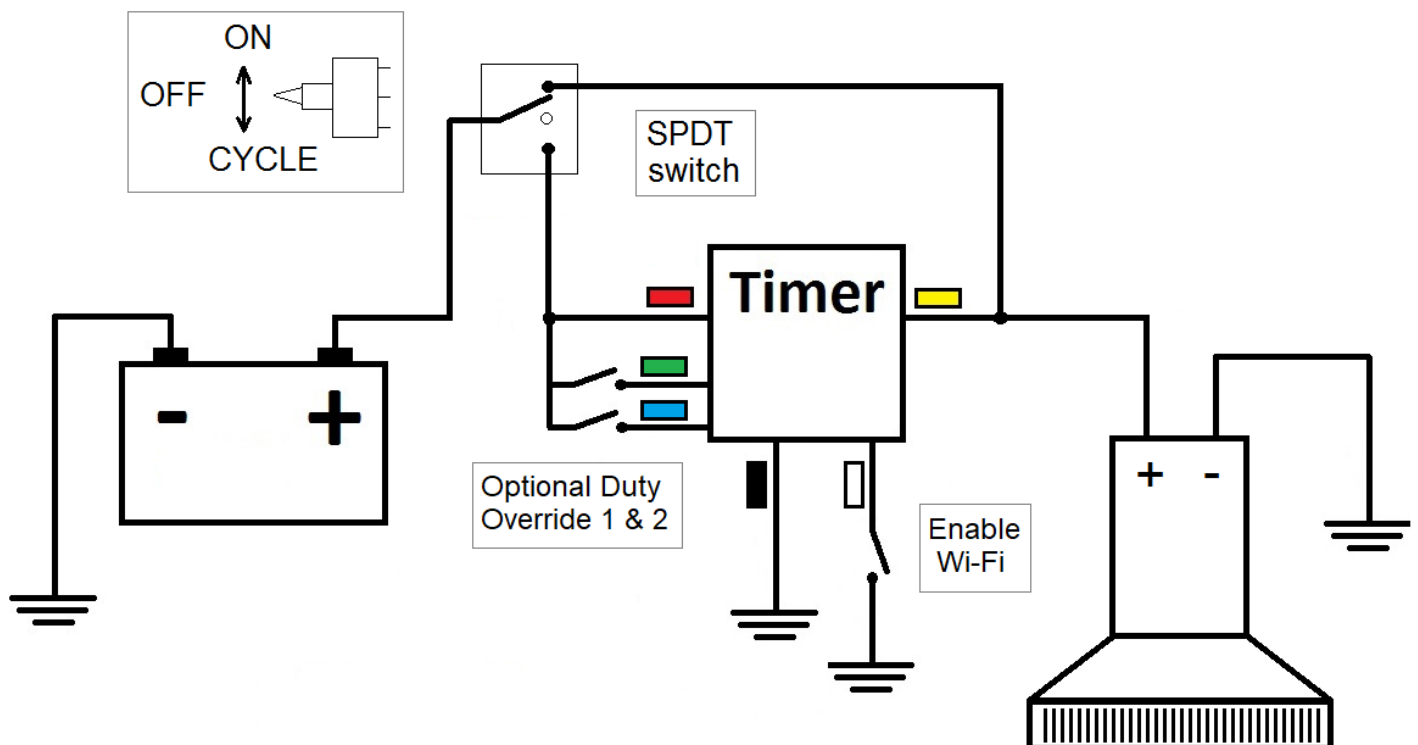 ON
OFF
CYCLE
SPDT
switch
Timer
- +
Optional Duty
Override 1 & 2
Enable
Wi-Fi
+ -